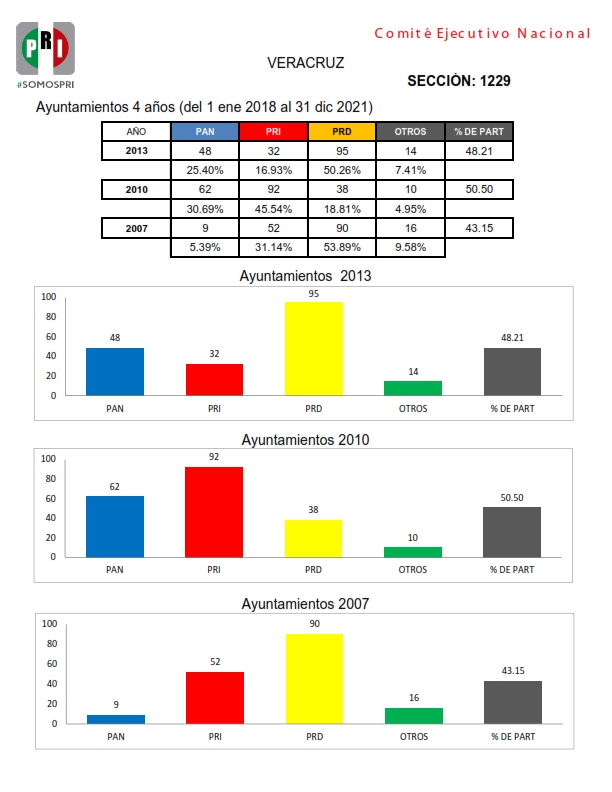 Comité Ejecutivo Nacional
PRI
#SOMOSPRI
VERACRUZ
SECCIÓN: 1229
Ayuntamientos 4 años (del 1 ene 2018 al 31 dic 2021)
AÑO PAN PRI PRD OTROS % DE PART
2013 48 32 95 14 48.21
25.40% 16.93% 50.26% 7.41%
2010 62 92 38 10 50.50
30.69% 45.54% 18.81% 4.95%
2007 9 52 90 16 43.15
5.39% 31.14% 53.89% 9.58%
Ayuntamientos 2013
100
80
60
40
20
0
48 32 95 14 48.21
PAN PRI PRD OTROS % DE PART
Ayuntamientos 2010
100
80
60
40
20
0
62 92 38 10 50.50
PAN PRI PRD OTROS % DE PART
Ayuntamientos 2007
100
80
60
40
20
0
9 52 90 16 43.15
PAN PRI PRD OTROS % DE PART